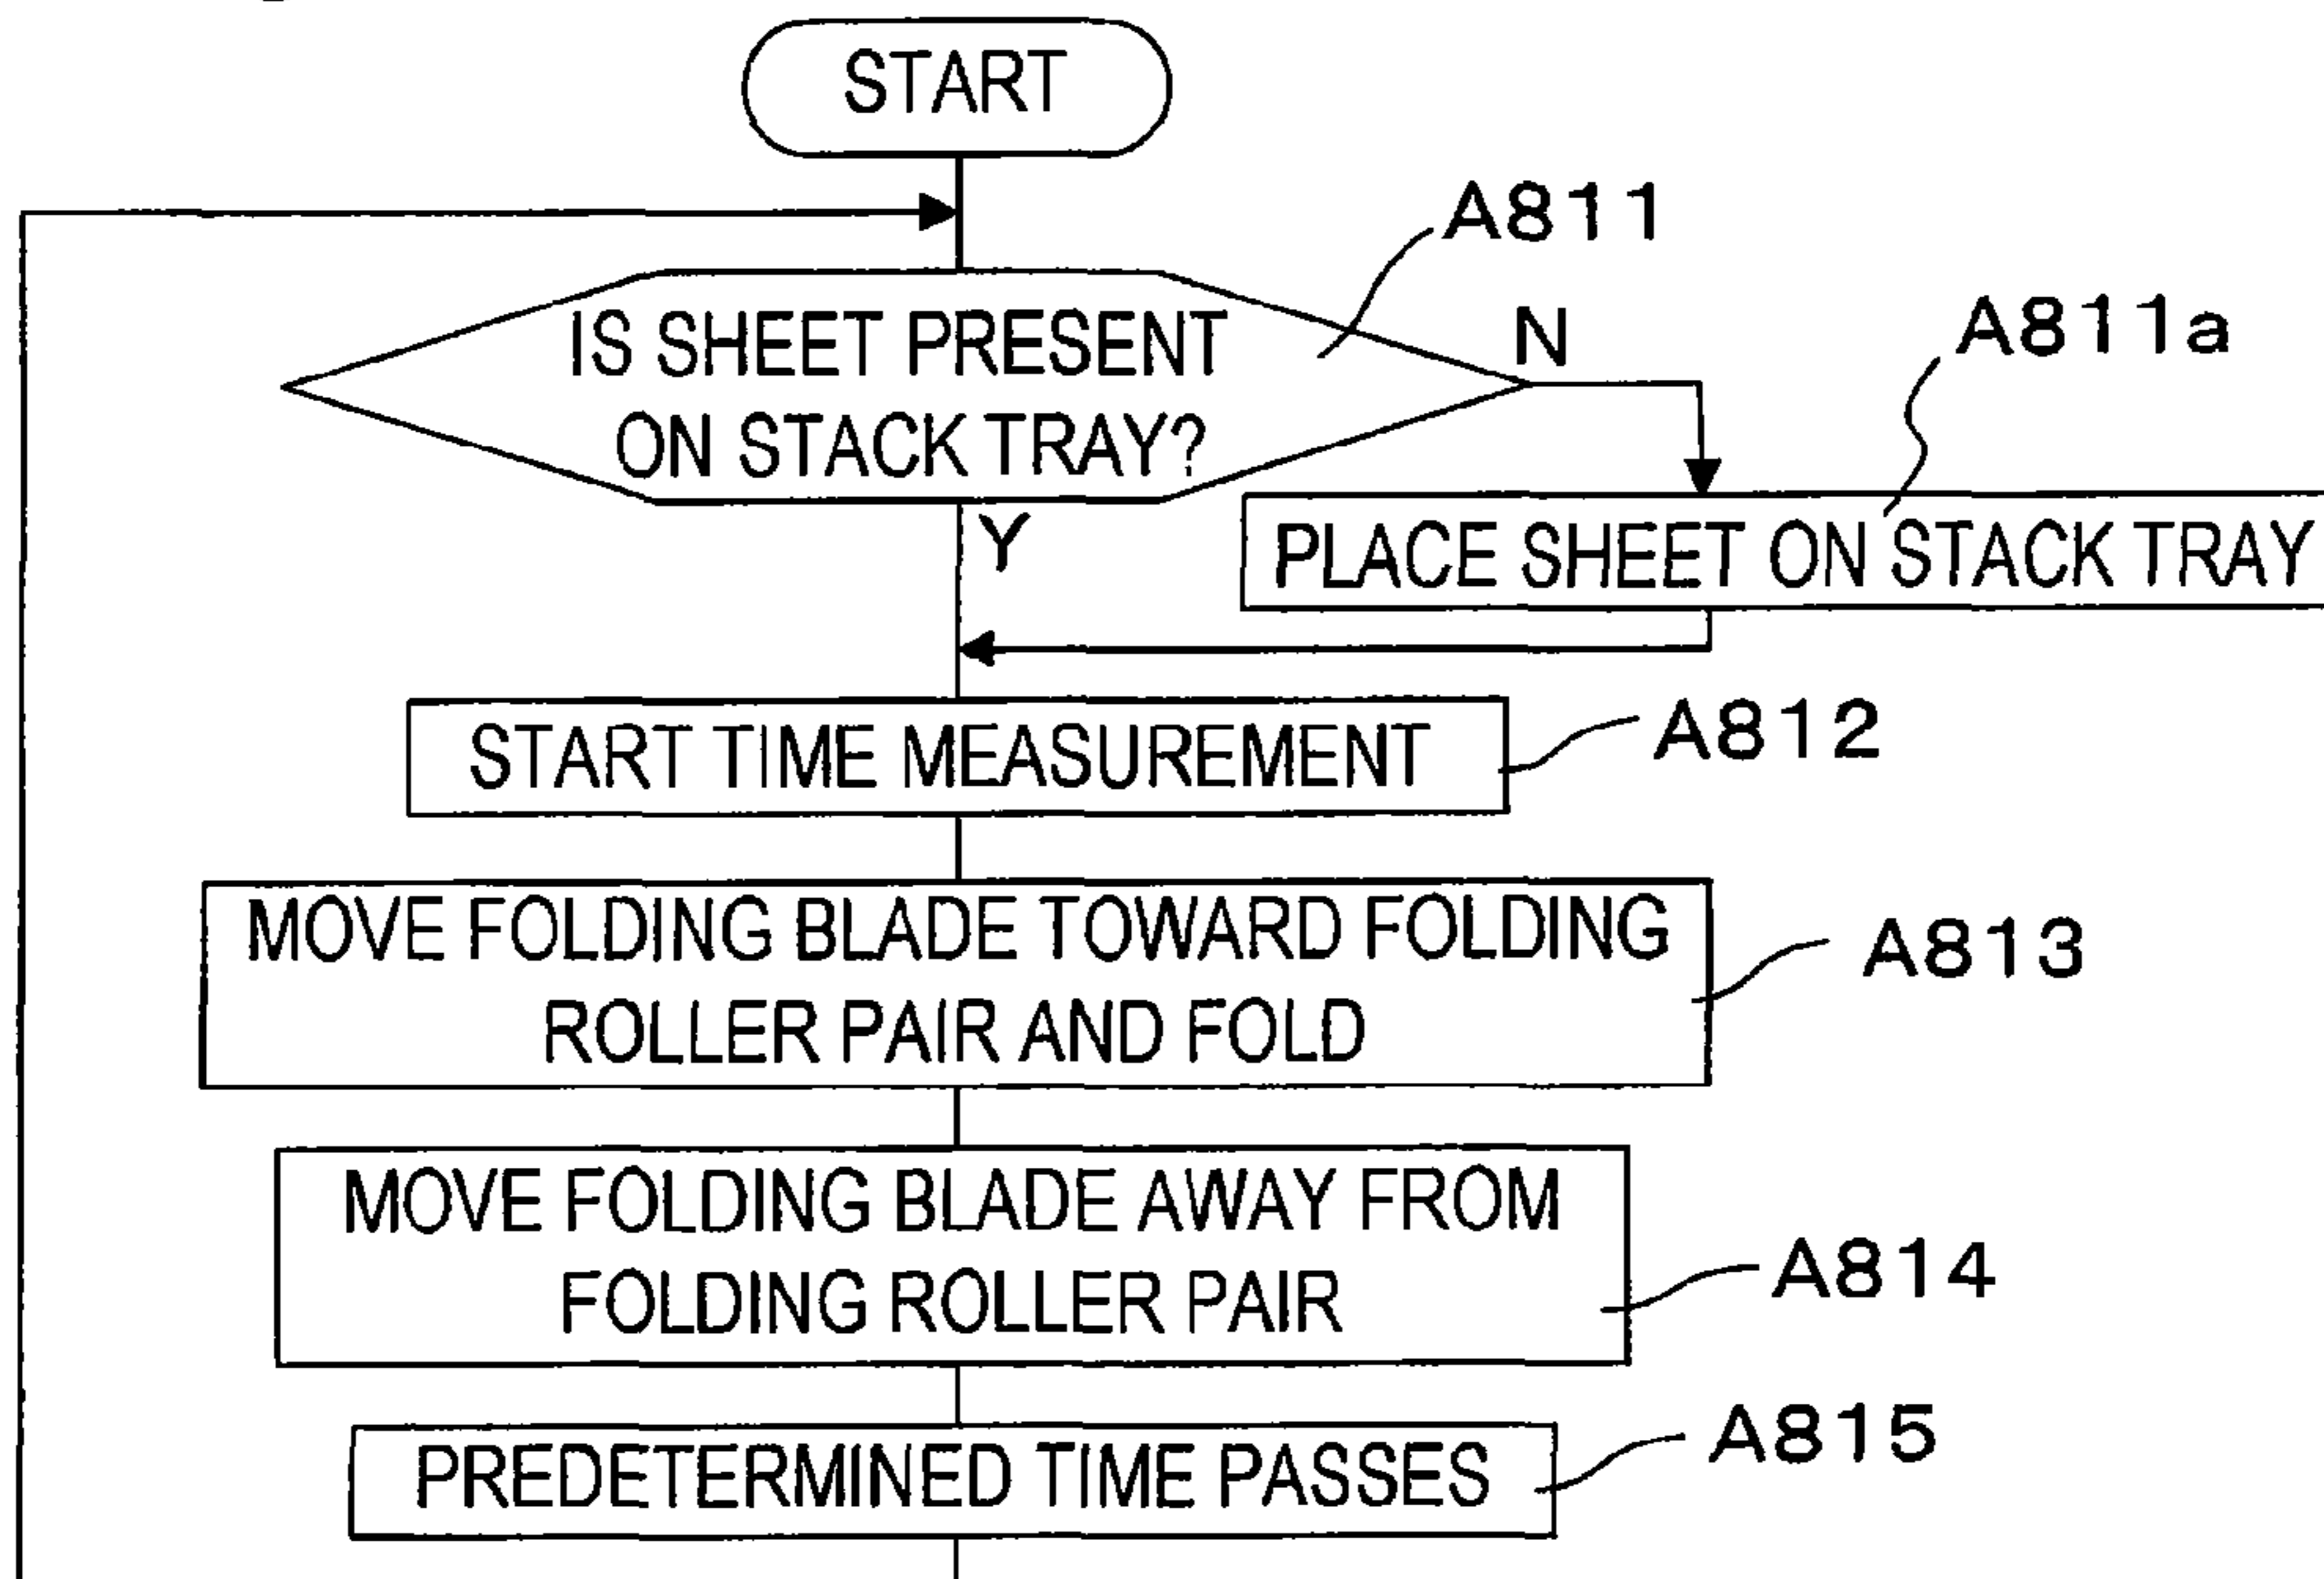 START
A811
IS SHEET PRESENT
ON STACK TRAY?
N
A811a
Y
PLACE SHEET ON STACK TRAY
START TIME MEASUREMENT
A812
MOVE FOLDING BLADE TOWARD FOLDING
ROLLER PAIR AND FOLD
A813
MOVE FOLDING BLADE AWAY FROM
FOLDING ROLLER PAIR
A814
PREDETERMINED TIME PASSES
A815